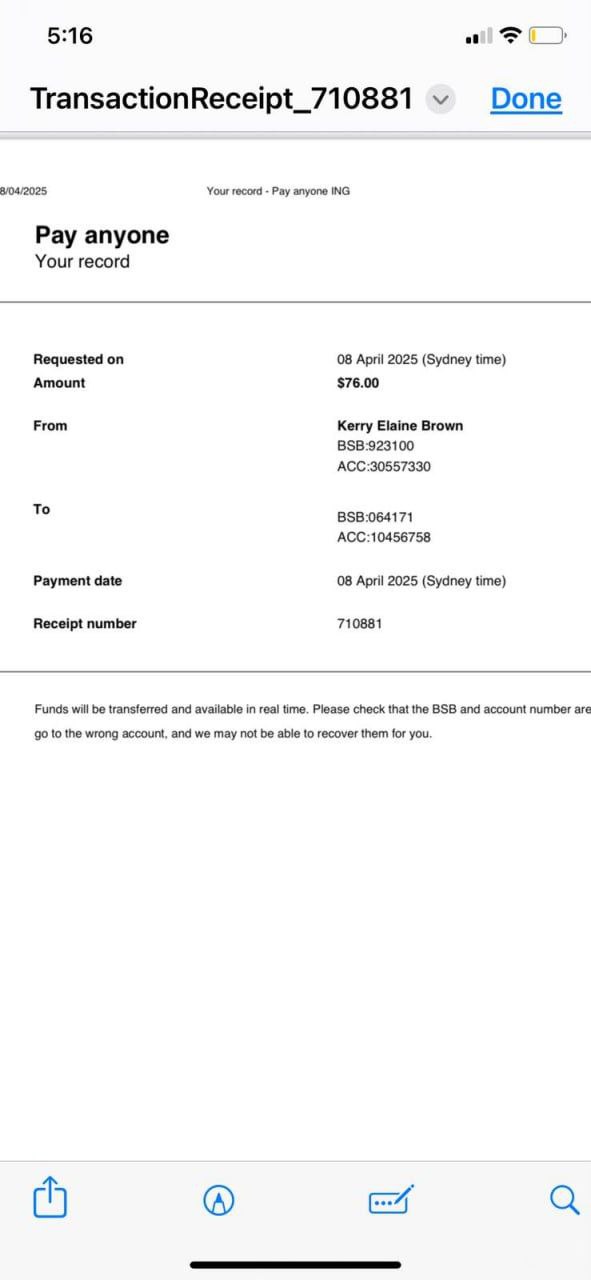 5:16
TransactionReceipt_710881
Done
8/04/2025 Your record - Pay anyone ING
Pay anyone
Your record
Requested on 08 April 2025 (Sydney time)
Amount $76.00
From Kerry Elaine Brown
BSB:923100
ACC:30557330
To BSB:064171
ACC:10456758
Payment date 08 April 2025 (Sydney time)
Receipt number 710881
Funds will be transferred and available in real time. Please check that the BSB and account number are
go to the wrong account, and we may not be able to recover them for you.